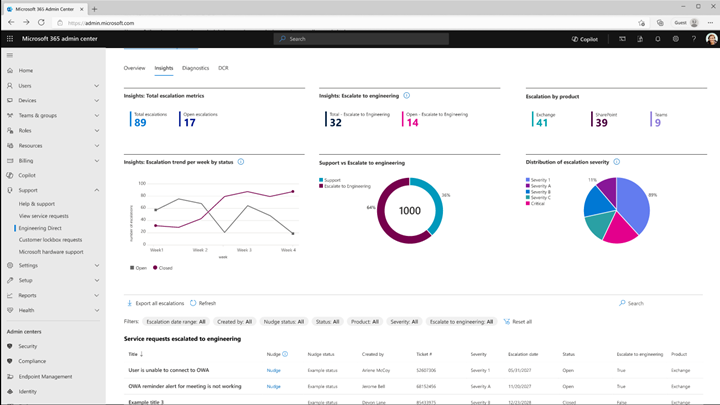 Microsoft 365 Admin Center
https://admin.microsoft.com
Guest
Microsoft 365 admin center
Search
Copilot
Home
Users
Devices
Teams & groups
Roles
Resources
Billing
Copilot
Support
Help & support
View service requests
Engineering Direct
Customer lockbox requests
Microsoft hardware support
Settings
Setup
Reports
Health
Admin centers
Security
Compliance
Endpoint Management
Identity
Overview Insights Diagnostics DCR
Insights: Total escalation metrics
Total escalations Open escalations
89 17
Insights: Escalate to engineering
Total - Escalate to Engineering Open - Escalate to Engineering
32 14
Escalation by product
Exchange SharePoint Teams
41 39 9
Insights: Escalation trend per week by status
number of escalations
100
80
60
40
20
0
Week1 Week 2 Week 3 Week 4
week
Open Closed
Support vs Escalate to engineering
Support
Escalate to Engineering
36%
64%
1000
Distribution of escalation severity
Severity 1
Severity A
Severity B
Severity C
Critical
11%
89%
Export all escalations Refresh
Search
Filters: Escalation date range: All Created by: All Nudge status: All Status: All Product: All Severity: All Escalate to engineering: All Reset all
Service requests escalated to engineering
Title ↓ Nudge Nudge status Created by Ticket # Severity Escalation date Status Escalate to engineering Product
User is unable to connect to OWA Nudge Example status Arlene McCoy 52607306 Severity 1 05/31/2027 Open True Exchange
OWA reminder alert for meeting is not working Nudge Example status Jerome Bell 68152456 Severity A 11/20/2027 Open True Exchange
Example title 3 Nudge Example status Devon Lane 85433975 Severity B 12/23/2028 Closed False Exchange